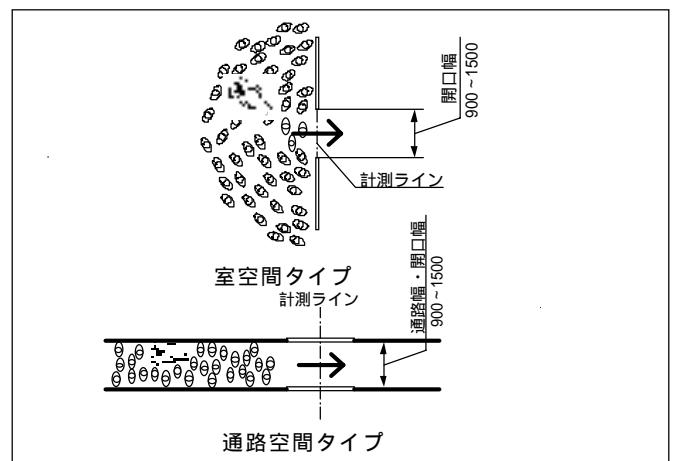 開口幅
900~1500
計測ライン
室空間タイプ
計測ライン
通路幅・開口幅
900~1500
通路空間タイプ